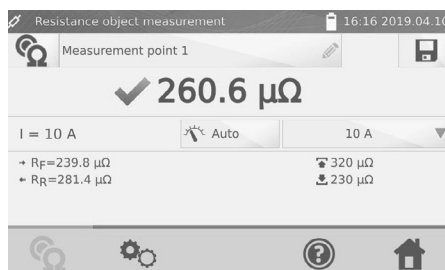 Resistance object measurement 16:16 2019.04.10
Measurement point 1
260.6 μΩ
I = 10 A Auto 10 A
RF=239.8 μΩ 320 μΩ
RR=281.4 μΩ 230 μΩ